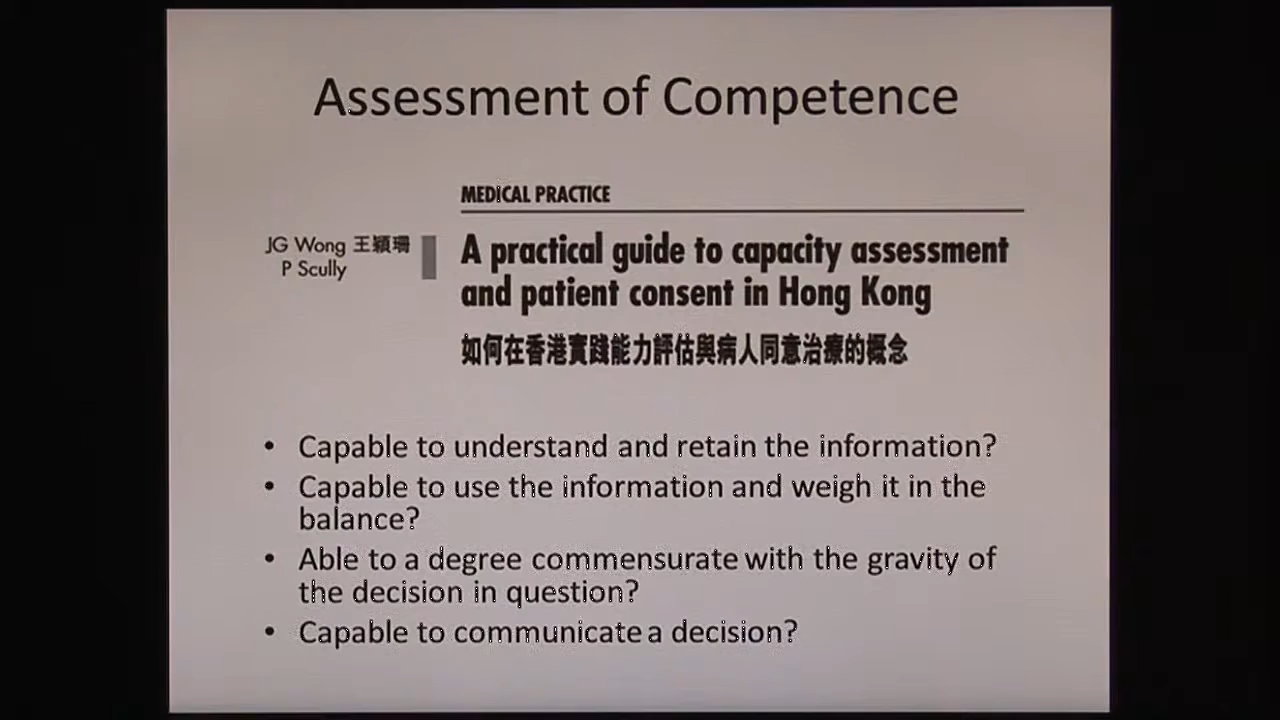 Assessment of Competence
MEDICAL PRACTICE
JG Wong 王穎珊
P Scully
A practical guide to capacity assessment
and patient consent in Hong Kong
如何在香港實踐能力評估與病人同意治療的概念
• Capable to understand and retain the information?
• Capable to use the information and weigh it in the
balance?
• Able to a degree commensurate with the gravity of
the decision in question?
• Capable to communicate a decision?